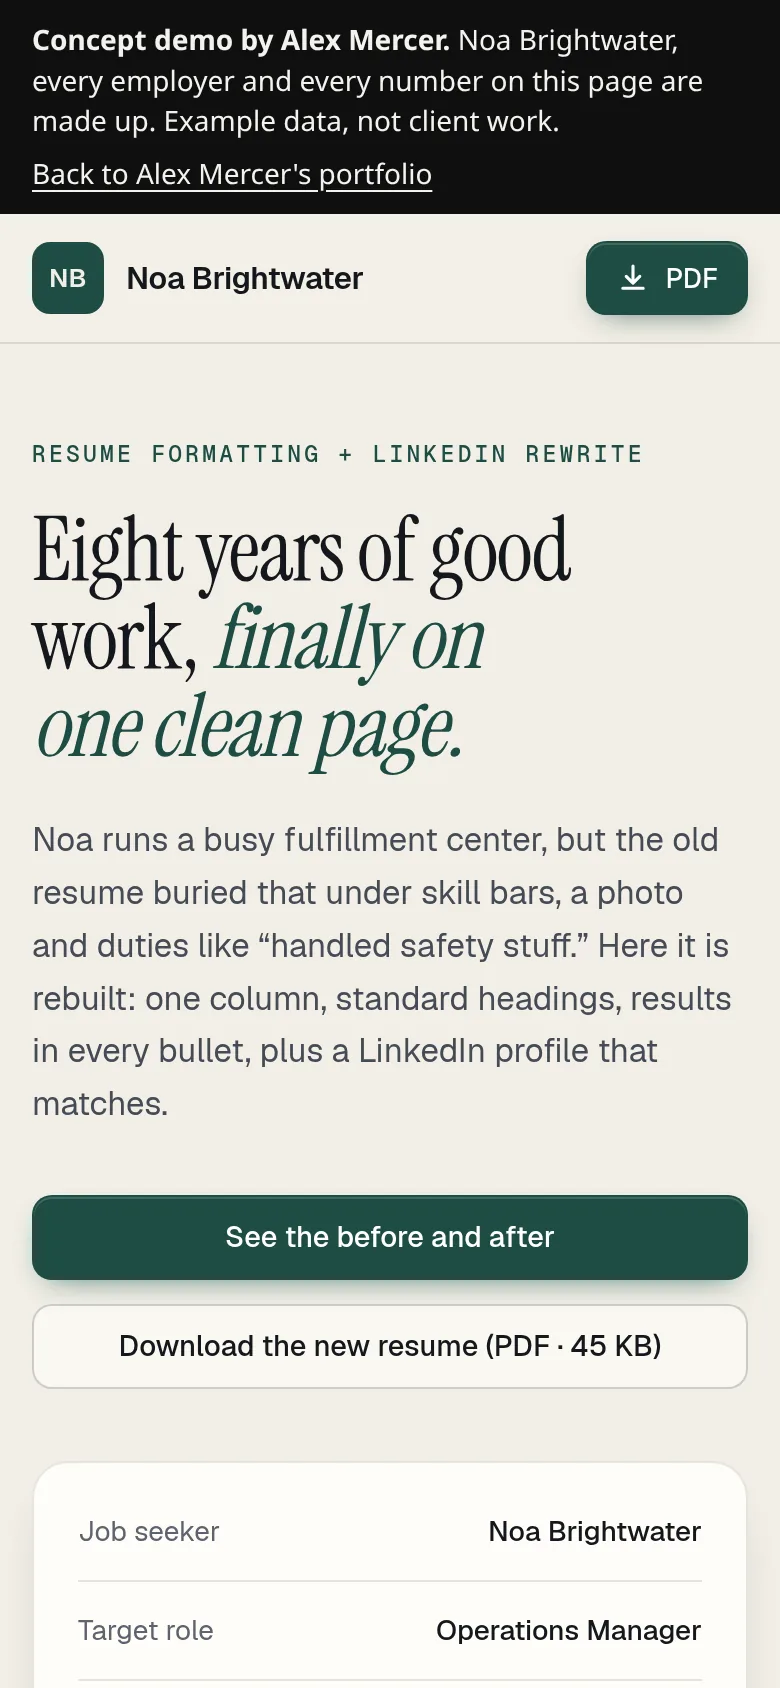 Concept demo by Alex Mercer. Noa Brightwater,
every employer and every number on this page are
made up. Example data, not client work.
Back to Alex Mercer's portfolio
NB
Noa Brightwater
PDF
RESUME FORMATTING + LINKEDIN REWRITE
Eight years of good
work, finally on
one clean page.
Noa runs a busy fulfillment center, but the old
resume buried that under skill bars, a photo
and duties like “handled safety stuff.” Here it is
rebuilt: one column, standard headings, results
in every bullet, plus a LinkedIn profile that
matches.
See the before and after
Download the new resume (PDF · 45 KB)
Job seeker
Noa Brightwater
Target role
Operations Manager